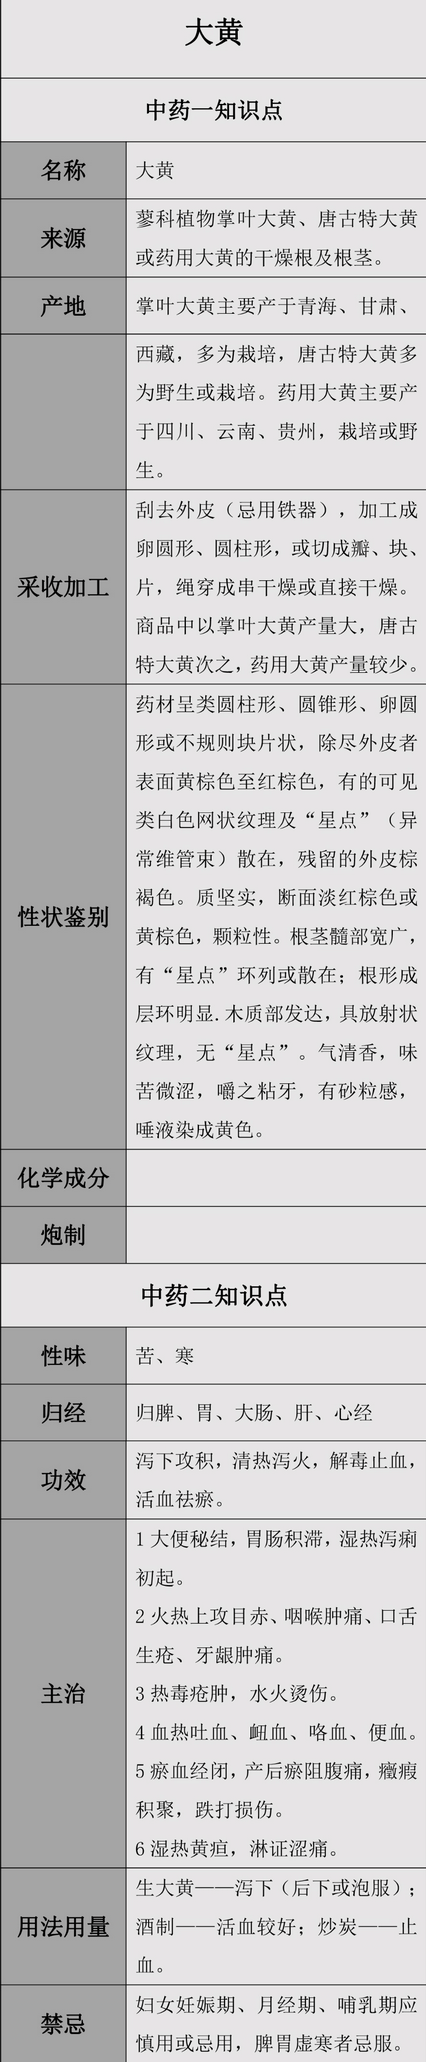 大黄
中药一知识点
名称
大黄
来源
蓼科植物掌叶大黄、唐古特大黄
或药用大黄的干燥根及根茎。
产地
掌叶大黄主要产于青海、甘肃、
西藏，多为栽培，唐古特大黄多
为野生或栽培。药用大黄主要产
于四川、云南、贵州，栽培或野
生。
采收加工
刮去外皮（忌用铁器），加工成
卵圆形、圆柱形，或切成瓣、块、
片，绳穿成串干燥或直接干燥。
商品中以掌叶大黄产量大，唐古
特大黄次之，药用大黄产量较少。
性状鉴别
药材呈类圆柱形、圆锥形、卵圆
形或不规则块片状，除尽外皮者
表面黄棕色至红棕色，有的可见
类白色网状纹理及“星点”（异
常维管束）散在，残留的外皮棕
褐色。质坚实，断面淡红棕色或
黄棕色，颗粒性。根茎髓部宽广，
有“星点”环列或散在；根形成
层环明显.木质部发达，具放射状
纹理，无“星点”。气清香，味
苦微涩，嚼之粘牙，有砂粒感，
唾液染成黄色。
化学成分
炮制
中药二知识点
性味
苦、寒
归经
归脾、胃、大肠、肝、心经
功效
泻下攻积，清热泻火，解毒止血，
活血祛瘀。
主治
1 大便秘结，胃肠积滞，湿热泻痢
初起。
2 火热上攻目赤、咽喉肿痛、口舌
生疮、牙龈肿痛。
3 热毒疮肿，水火烫伤。
4 血热吐血、衄血、咯血、便血。
5 瘀血经闭，产后瘀阻腹痛，癥瘕
积聚，跌打损伤。
6 湿热黄疸，淋证涩痛。
用法用量
生大黄——泻下（后下或泡服）；
酒制——活血较好；炒炭——止
血。
禁忌
妇女妊娠期、月经期、哺乳期应
慎用或忌用，脾胃虚寒者忌服。